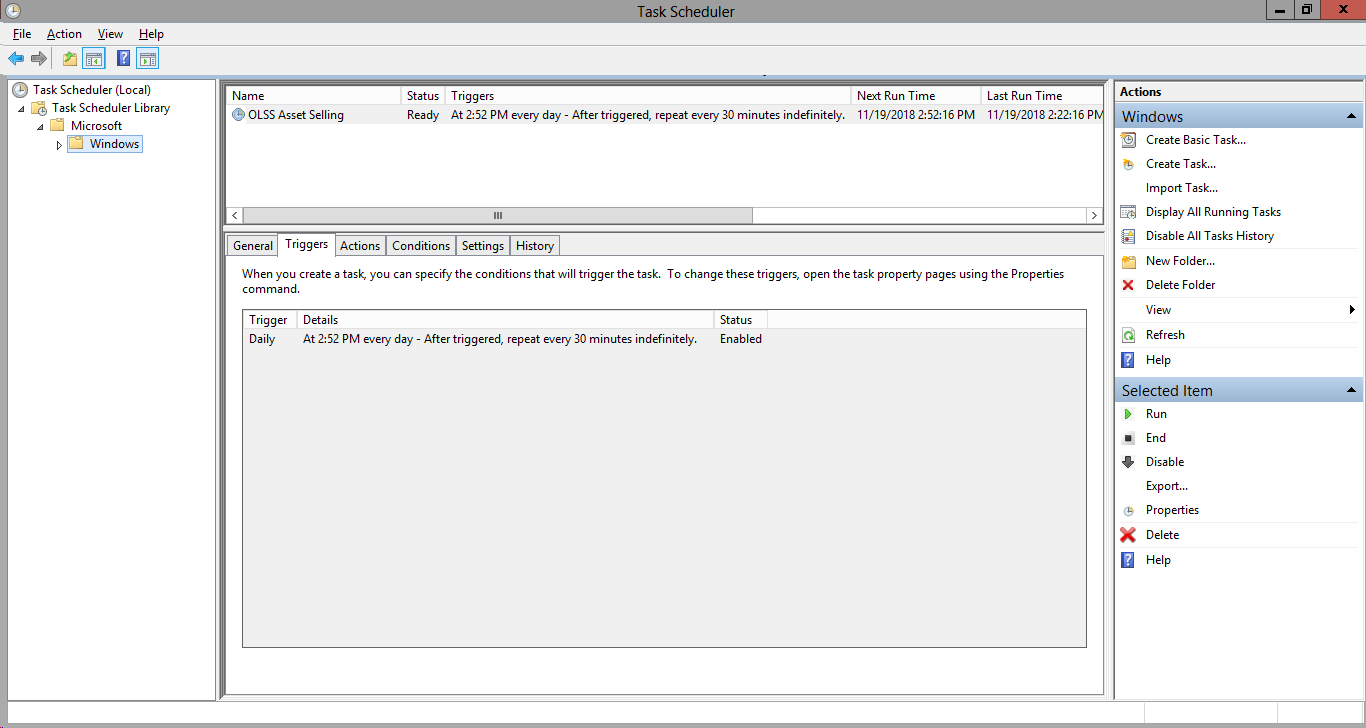 Task Scheduler
File Action View Help
Task Scheduler (Local)
Task Scheduler Library
Microsoft
Windows
Name Status Triggers Next Run Time Last Run Time
OLSS Asset Selling Ready At 2:52 PM every day - After triggered, repeat every 30 minutes indefinitely. 11/19/2018 2:52:16 PM 11/19/2018 2:22:16 PM
General Triggers Actions Conditions Settings History
When you create a task, you can specify the conditions that will trigger the task. To change these triggers, open the task property pages using the Properties
command.
Trigger Details Status
Daily At 2:52 PM every day - After triggered, repeat every 30 minutes indefinitely. Enabled
Actions
Windows
Create Basic Task...
Create Task...
Import Task...
Display All Running Tasks
Disable All Tasks History
New Folder...
Delete Folder
View
Refresh
Help
Selected Item
Run
End
Disable
Export...
Properties
Delete
Help